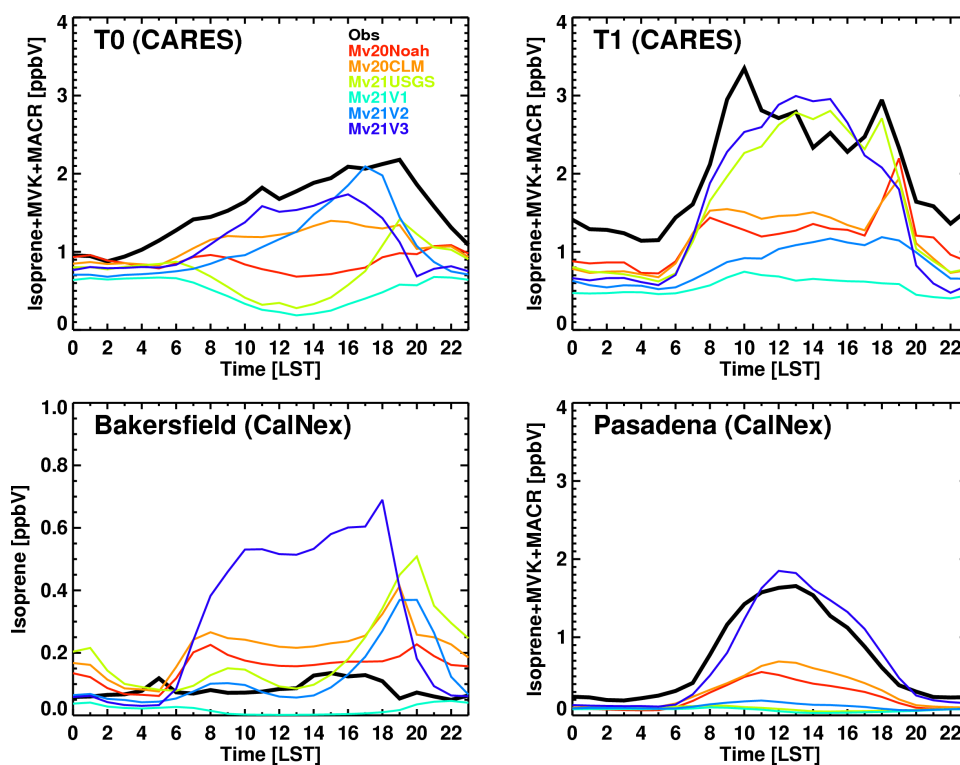 T0 (CARES)
Obs
Mv20Noah
Mv20CLM
Mv21USGS
Mv21V1
Mv21V2
Mv21V3
Isoprene+MVK+MACR [ppbV]
4
3
2
1
0
0 2 4 6 8 10 12 14 16 18 20 22
Time [LST]
T1 (CARES)
Isoprene+MVK+MACR [ppbV]
4
3
2
1
0
0 2 4 6 8 10 12 14 16 18 20 22
Time [LST]
Bakersfield (CalNex)
Isoprene [ppbV]
1.0
0.8
0.6
0.4
0.2
0.0
0 2 4 6 8 10 12 14 16 18 20 22
Time [LST]
Pasadena (CalNex)
Isoprene+MVK+MACR [ppbV]
4
3
2
1
0
0 2 4 6 8 10 12 14 16 18 20 22
Time [LST]